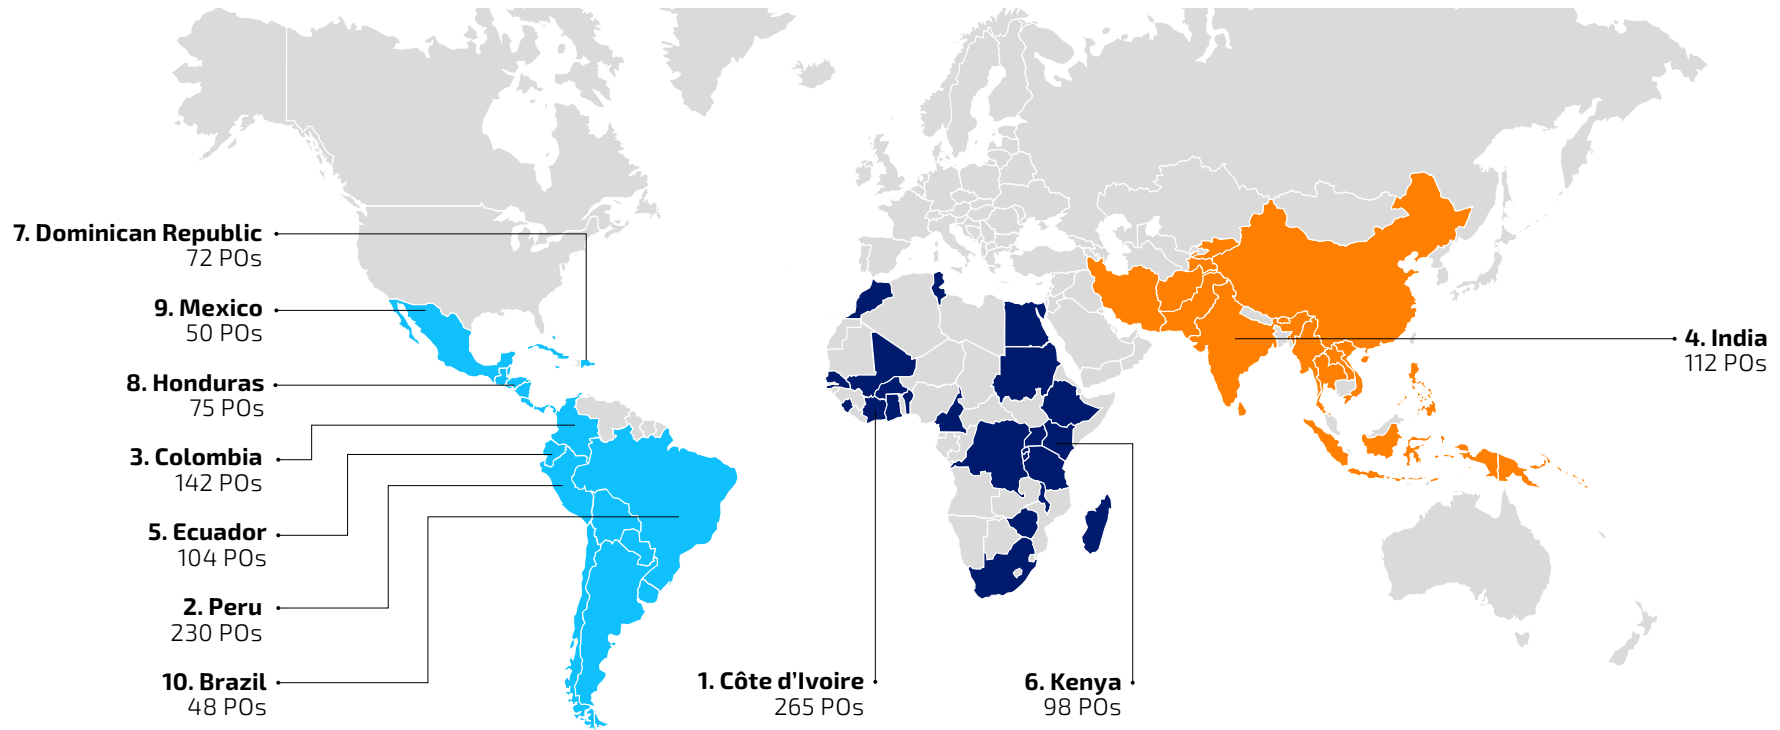 7. Dominican Republic
72 POs
9. Mexico
50 POs
8. Honduras
75 POs
3. Colombia
142 POs
5. Ecuador
104 POs
2. Peru
230 POs
10. Brazil
48 POs
1. Côte d’Ivoire
265 POs
6. Kenya
98 POs
4. India
112 POs